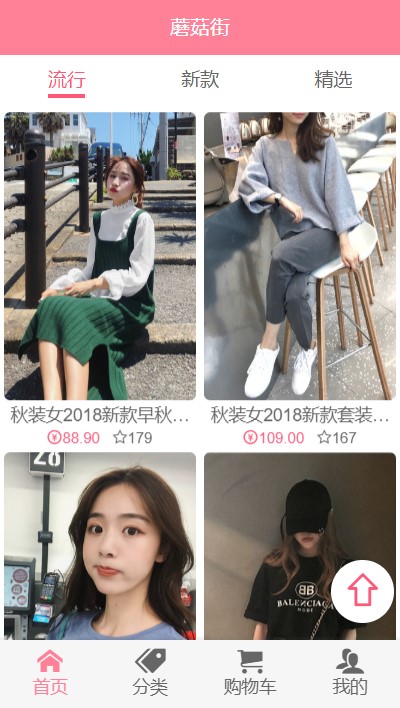 蘑菇街
流行
新款
精选
秋装女2018新款早秋…
¥88.90 ☆179
秋装女2018新款套装…
¥109.00 ☆167
28
BB
BALENCIAGA
MODE
首页
分类
购物车
我的